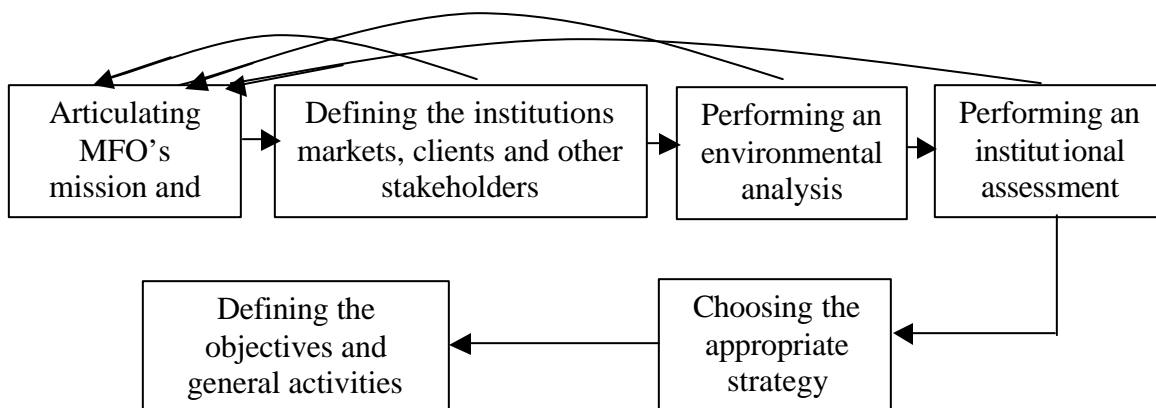 Articulating
MFO's
mission and
Defining the institutions
markets, clients and other
stakeholders
Performing an
environmental
analysis
Performing an
institutional
assessment
Defining the
objectives and
general activities
Choosing the
appropriate
strategy